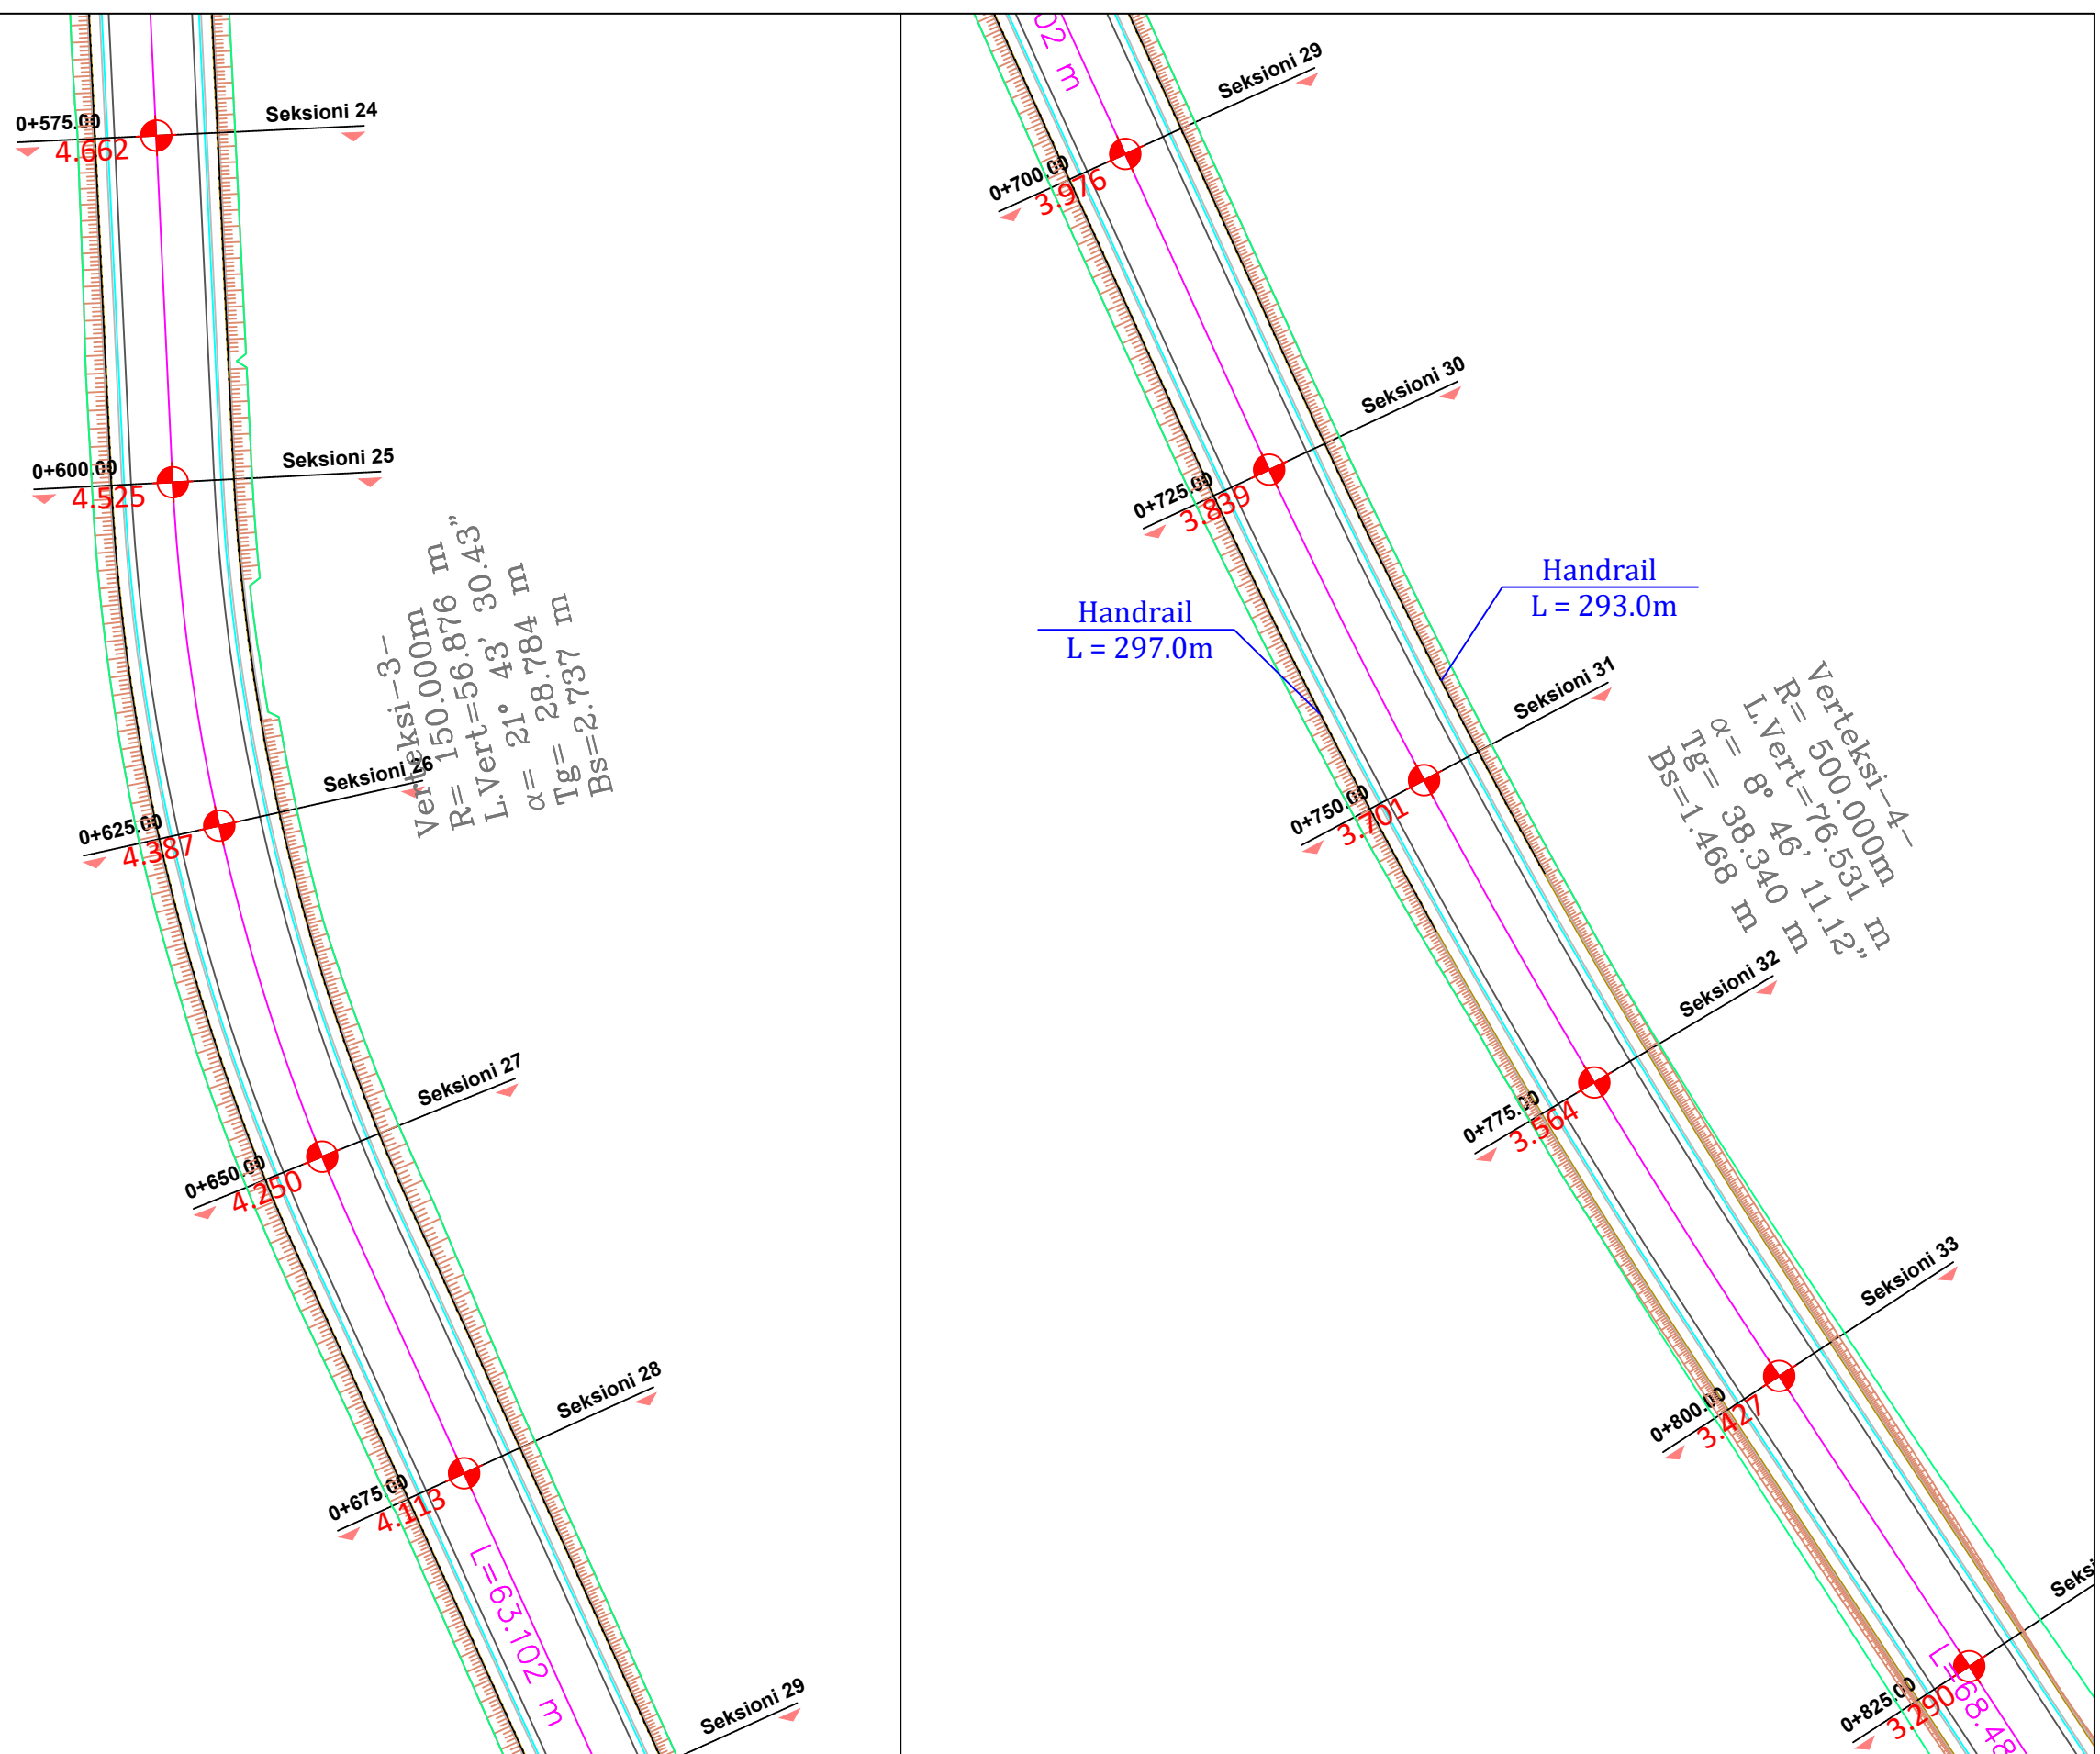 0+575.00
Seksioni 24
4.662
0+600.00
Seksioni 25
4.525
Verteksi-3-
R= 150.000m
L.Vert=56.876 m
α= 21° 43' 30.43"
Tg= 28.784 m
Bs=2.737 m
0+625.00
Seksioni 26
4.387
0+650.00
Seksioni 27
4.250
0+675.00
Seksioni 28
4.113
L=63.102 m
Seksioni 29
02 m
0+700.00
Seksioni 29
3.976
0+725.00
Seksioni 30
3.839
Handrail
L = 297.0m
Handrail
L = 293.0m
0+750.00
Seksioni 31
3.701
Verteksi-4-
R= 500.000m
L.Vert=76.531 m
α= 8° 46' 11.12"
Tg= 38.340 m
Bs=1.468 m
0+775.00
Seksioni 32
3.564
0+800.00
Seksioni 33
3.427
0+825.00
Seksi
3.290
L=68.48